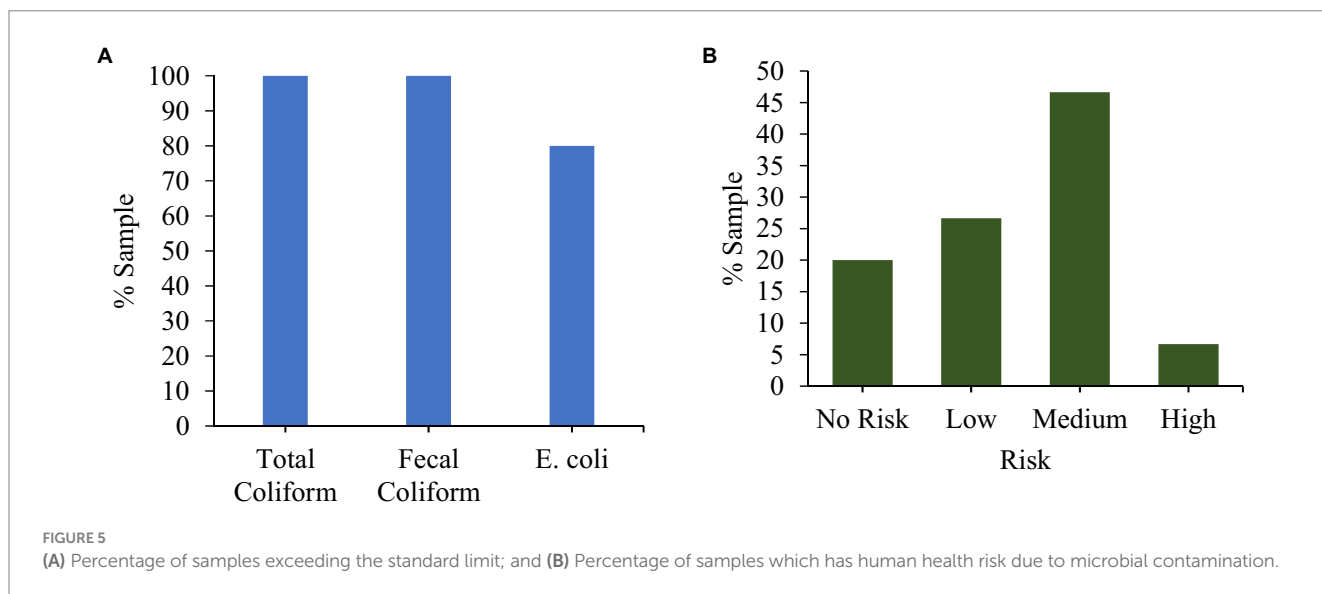 A
% Sample
100
90
80
70
60
50
40
30
20
10
0
Total
Coliform
Fecal
Coliform
E. coli
B
% Sample
50
45
40
35
30
25
20
15
10
5
0
No Risk
Low
Medium
High
Risk
FIGURE 5
(A) Percentage of samples exceeding the standard limit; and (B) Percentage of samples which has human health risk due to microbial contamination.